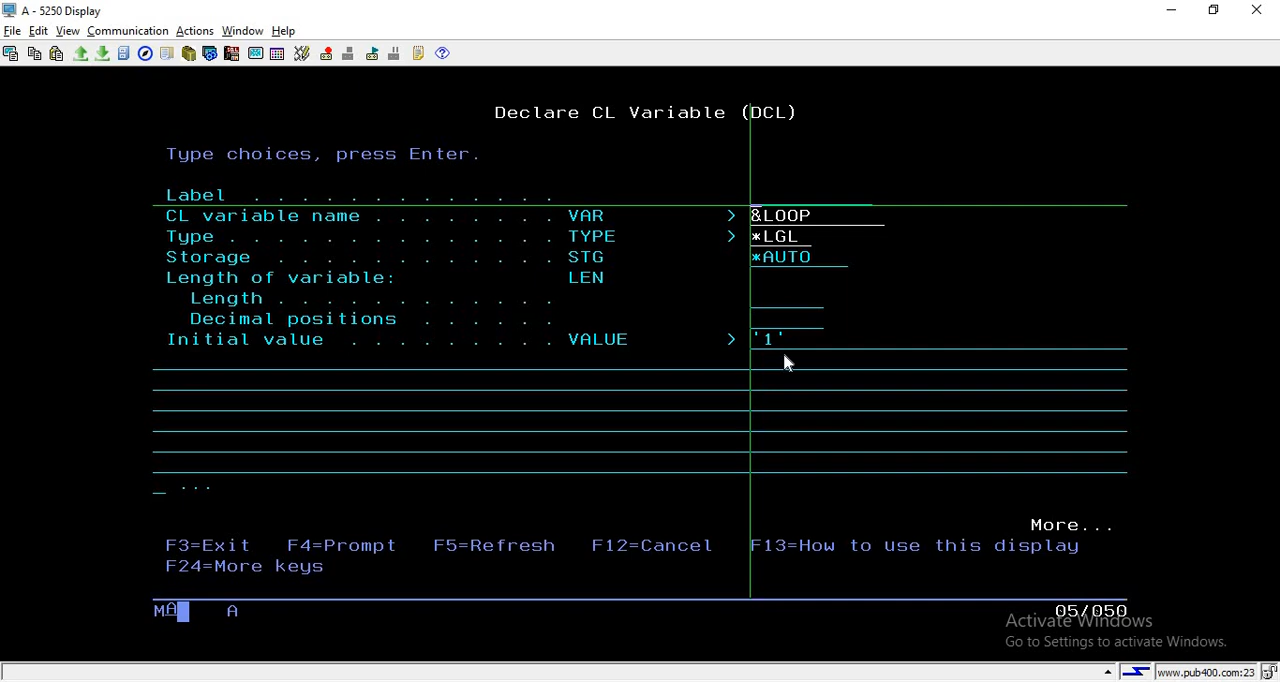 A - 5250 Display
File Edit View Communication Actions Window Help
Declare CL Variable (DCL)
Type choices, press Enter.
Label . . . . . . . . . . . . .
CL variable name . . . . . . . . VAR > &LOOP
Type . . . . . . . . . . . . . . TYPE > *LGL
Storage . . . . . . . . . . . . STG *AUTO
Length of variable: LEN
Length . . . . . . . . . . . .
Decimal positions . . . . . .
Initial value . . . . . . . . . VALUE > '1'
_ ...
More...
F3=Exit F4=Prompt F5=Refresh F12=Cancel F13=How to use this display
F24=More keys
MA A 05/050
Activate Windows
Go to Settings to activate Windows.
www.pub400.com:23